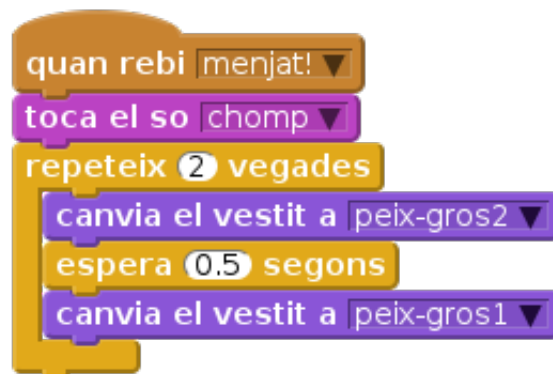 quan rebi menjat!
toca el so chomp
repeteix 2 vegades
canvia el vestit a peix-gros2
espera 0.5 segons
canvia el vestit a peix-gros1